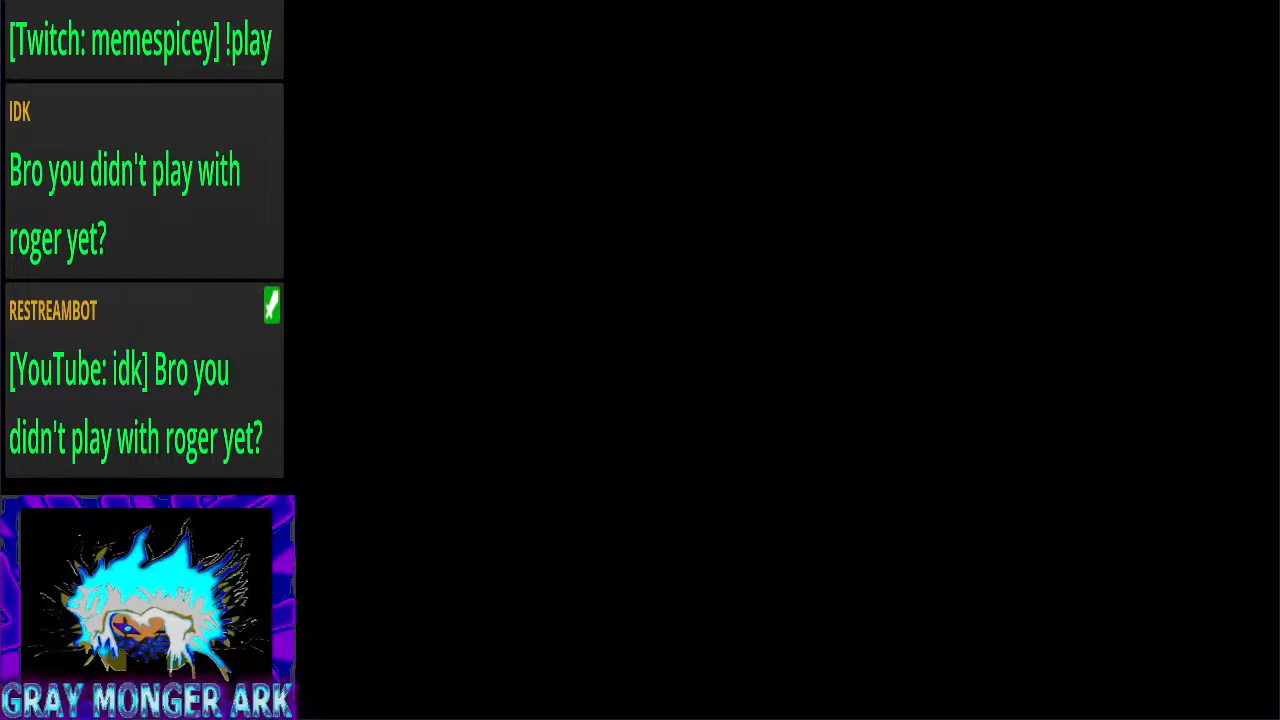 [Twitch: memespicey] !play
IDK
Bro you didn't play with
roger yet?
RESTREAMBOT
[YouTube: idk] Bro you
didn't play with roger yet?
GRAY MONGER ARK